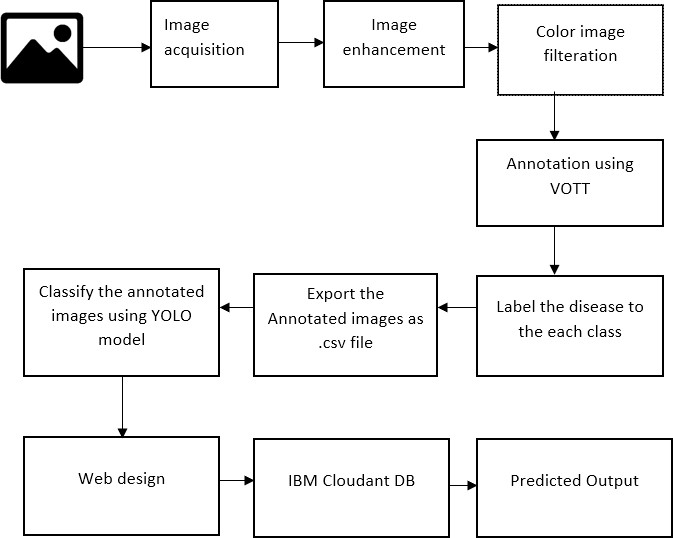 Image
acquisition
Image
enhancement
Color image
filteration
Annotation using
VOTT
Label the disease to
the each class
Export the
Annotated images as
.csv file
Classify the annotated
images using YOLO
model
Web design
IBM Cloudant DB
Predicted Output